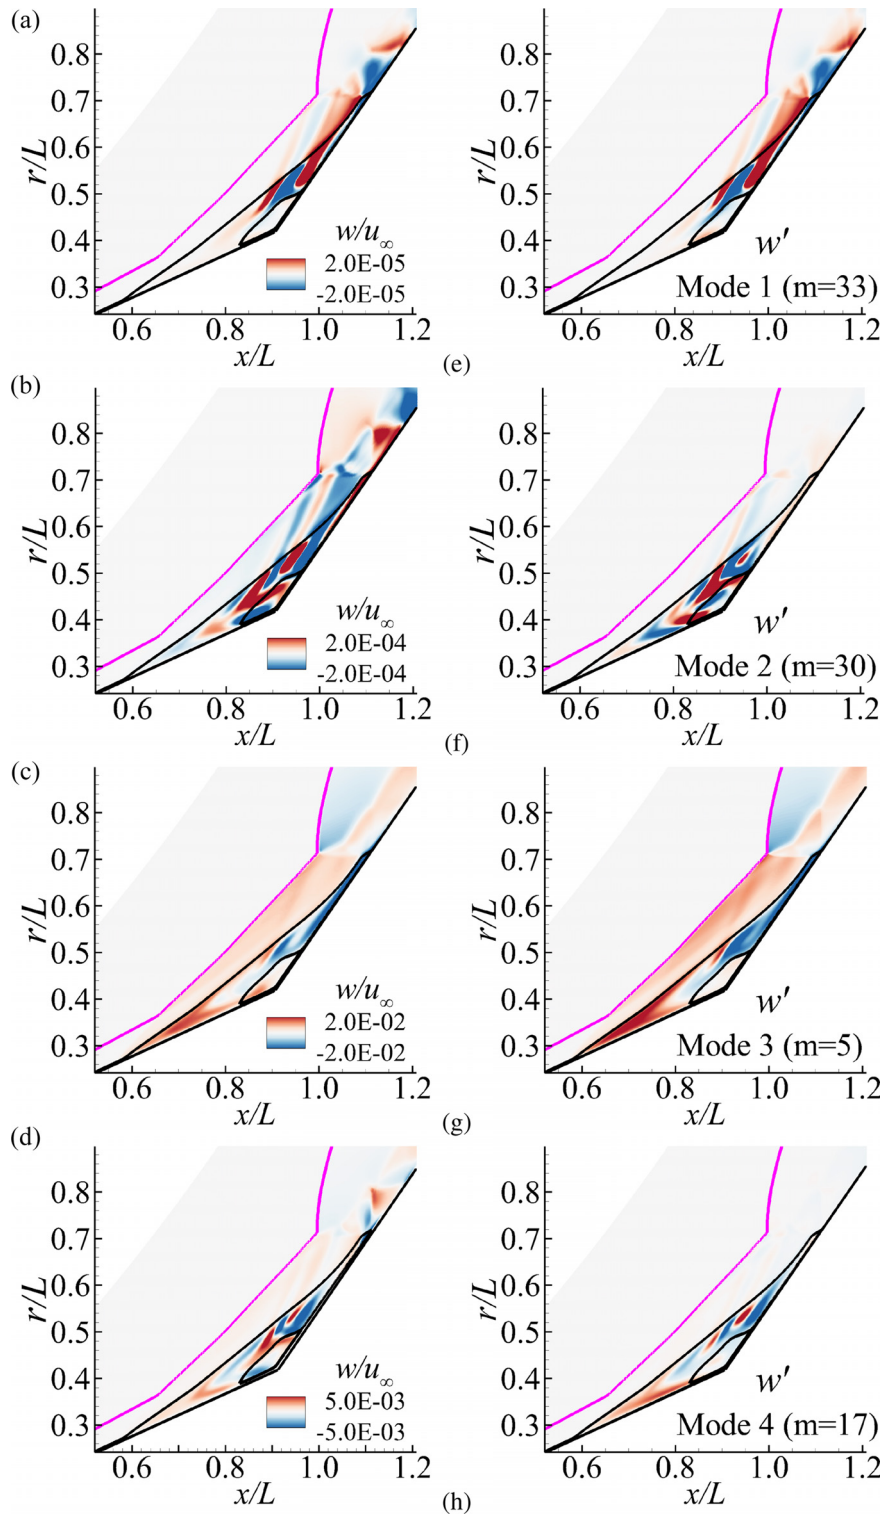 (a)
r/L
0.8
0.7
0.6
0.5
0.4
0.3
w/u∞
2.0E-05
-2.0E-05
0.6 0.8 1.0 1.2
x/L
(e)
r/L
0.8
0.7
0.6
0.5
0.4
0.3
w'
Mode 1 (m=33)
0.6 0.8 1.0 1.2
x/L
(b)
r/L
0.8
0.7
0.6
0.5
0.4
0.3
w/u∞
2.0E-04
-2.0E-04
0.6 0.8 1.0 1.2
x/L
(f)
r/L
0.8
0.7
0.6
0.5
0.4
0.3
w'
Mode 2 (m=30)
0.6 0.8 1.0 1.2
x/L
(c)
r/L
0.8
0.7
0.6
0.5
0.4
0.3
w/u∞
2.0E-02
-2.0E-02
0.6 0.8 1.0 1.2
x/L
(g)
r/L
0.8
0.7
0.6
0.5
0.4
0.3
w'
Mode 3 (m=5)
0.6 0.8 1.0 1.2
x/L
(d)
r/L
0.8
0.7
0.6
0.5
0.4
0.3
w/u∞
5.0E-03
-5.0E-03
0.6 0.8 1.0 1.2
x/L
(h)
r/L
0.8
0.7
0.6
0.5
0.4
0.3
w'
Mode 4 (m=17)
0.6 0.8 1.0 1.2
x/L